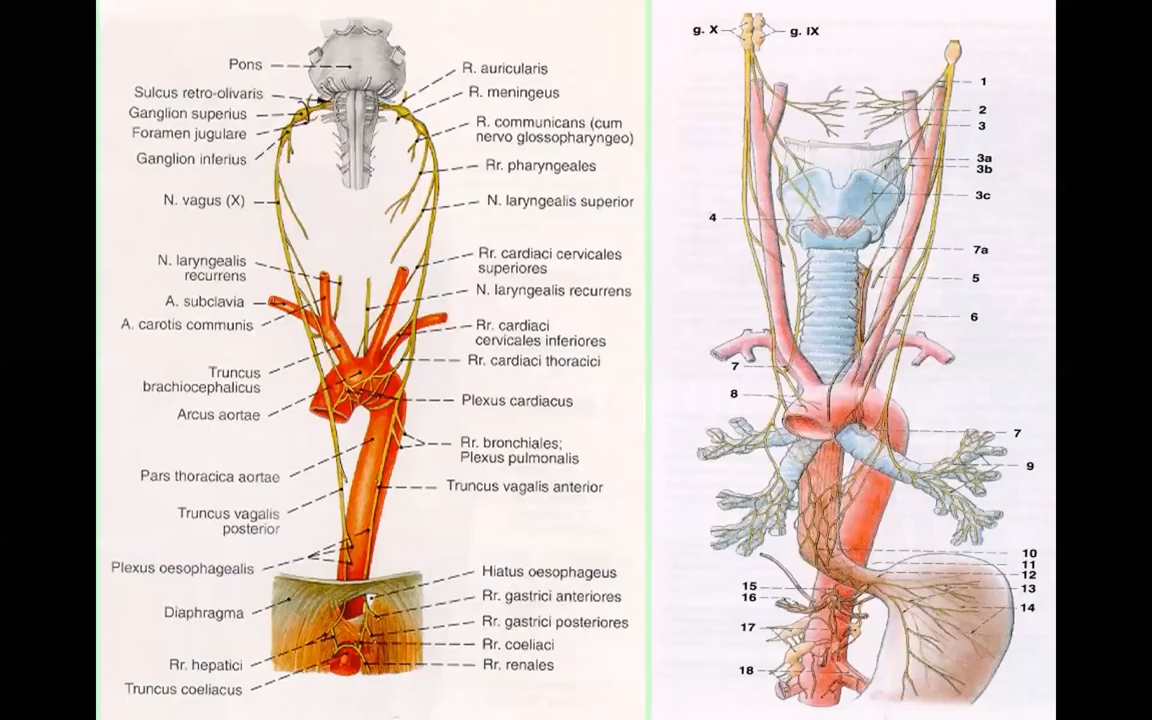 Pons
Sulcus retro-olivaris
Ganglion superius
Foramen jugulare
Ganglion inferius
N. vagus (X)
N. laryngealis
recurrens
A. subclavia
A. carotis communis
Truncus
brachiocephalicus
Arcus aortae
Pars thoracica aortae
Truncus vagalis
posterior
Plexus oesophagealis
Diaphragma
Rr. hepatici
Truncus coeliacus
R. auricularis
R. meningeus
R. communicans (cum
nervo glossopharyngeo)
Rr. pharyngeales
N. laryngealis superior
Rr. cardiaci cervicales
superiores
N. laryngealis recurrens
Rr. cardiaci
cervicales inferiores
Rr. cardiaci thoracici
Plexus cardiacus
Rr. bronchiales;
Plexus pulmonalis
Truncus vagalis anterior
Hiatus oesophageus
Rr. gastrici anteriores
Rr. gastrici posteriores
Rr. coeliaci
Rr. renales
g. X
g. IX
1
2
3
3a
3b
3c
4
7a
5
6
7
8
7
9
10
11
12
13
14
15
16
17
18